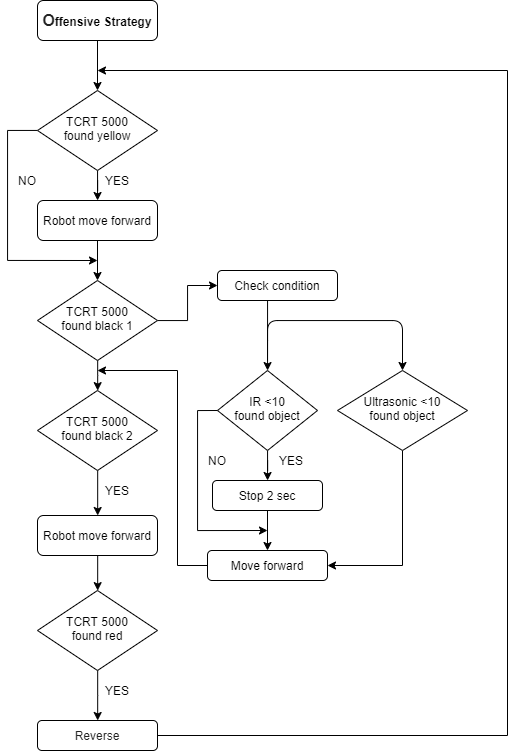 Offensive Strategy
TCRT 5000
found yellow
NO
YES
Robot move forward
Check condition
TCRT 5000
found black 1
IR <10
found object
Ultrasonic <10
found object
TCRT 5000
found black 2
NO
YES
YES
Stop 2 sec
Robot move forward
Move forward
TCRT 5000
found red
YES
Reverse